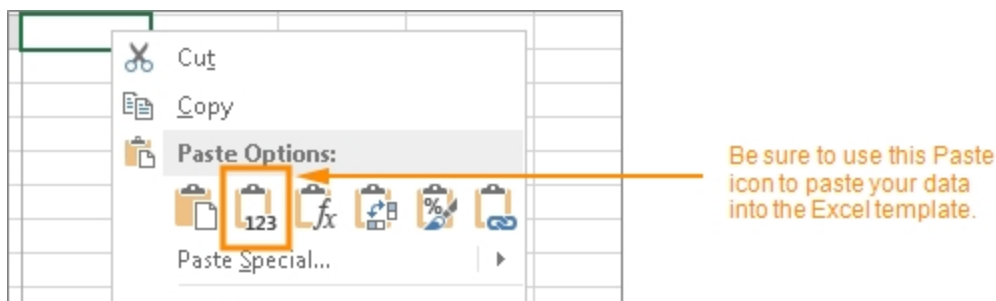 Cut
Copy
Paste Options:
123 fx %
Paste Special...
Be sure to use this Paste
icon to paste your data
into the Excel template.